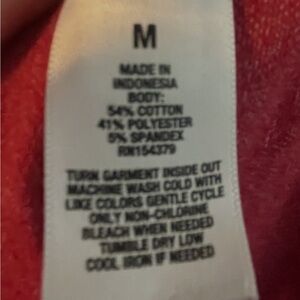 M
MADE IN
INDONESIA
BODY:
54% COTTON
41% POLYESTER
5% SPANDEX
RN154379
TURN GARMENT INSIDE OUT
MACHINE WASH COLD WITH
LIKE COLORS GENTLE CYCLE
ONLY NON-CHLORINE
BLEACH WHEN NEEDED
TUMBLE DRY LOW
COOL IRON IF NEEDED